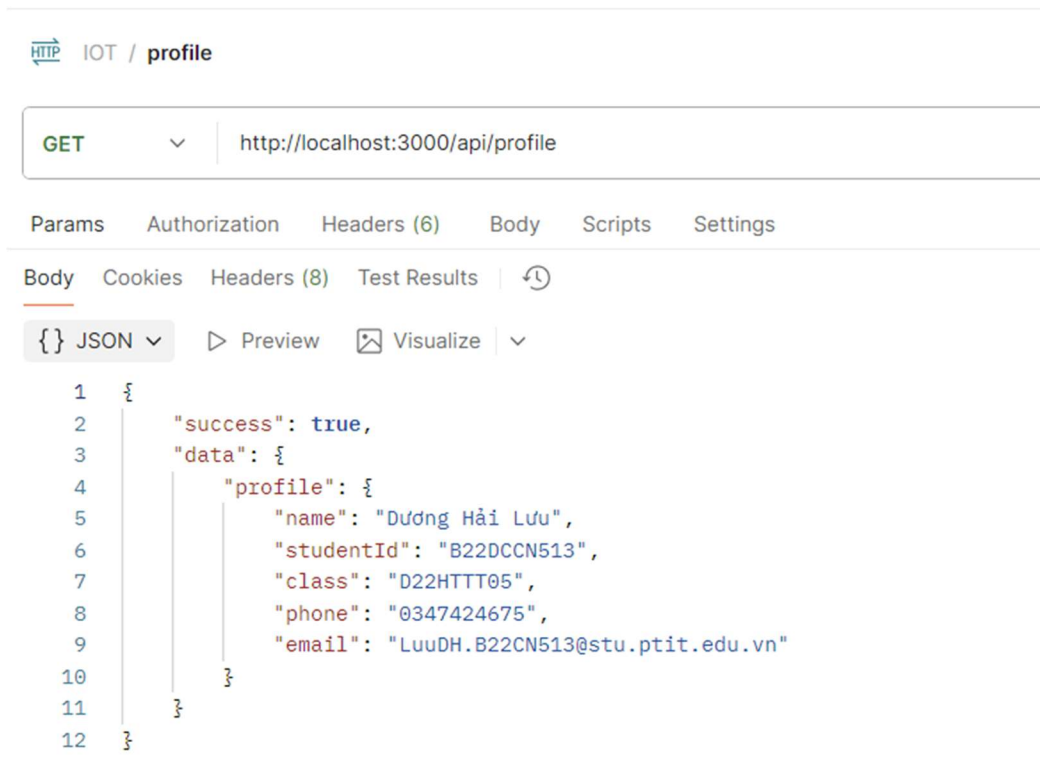 HTTP IOT / profile
GET http://localhost:3000/api/profile
Params Authorization Headers (6) Body Scripts Settings
Body Cookies Headers (8) Test Results
{} JSON Preview Visualize
1 {
2 "success": true,
3 "data": {
4 "profile": {
5 "name": "Dương Hải Lưu",
6 "studentId": "B22DCCN513",
7 "class": "D22HTTT05",
8 "phone": "0347424675",
9 "email": "LuuDH.B22CN513@stu.ptit.edu.vn"
10 }
11 }
12 }